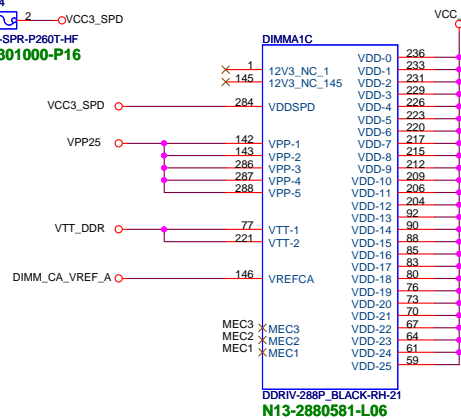 4
2
VCC3_SPD
-SPR-P260T-HF
301000-P16
VCC_
DIMMA1C
1 12V3_NC_1
145 12V3_NC_145
VCC3_SPD 284 VDDSPD
VPP25 142 VPP-1
143 VPP-2
286 VPP-3
287 VPP-4
288 VPP-5
VTT_DDR 77 VTT-1
221 VTT-2
DIMM_CA_VREF_A 146 VREFCA
MEC3 MEC3
MEC2 MEC2
MEC1 MEC1
VDD-0 236
VDD-1 233
VDD-2 231
VDD-3 229
VDD-4 226
VDD-5 223
VDD-6 220
VDD-7 217
VDD-8 215
VDD-9 212
VDD-10 209
VDD-11 206
VDD-12 204
VDD-13 92
VDD-14 90
VDD-15 88
VDD-16 85
VDD-17 83
VDD-18 80
VDD-19 76
VDD-20 73
VDD-21 70
VDD-22 67
VDD-23 64
VDD-24 61
VDD-25 59
DDRIV-288P_BLACK-RH-21
N13-2880581-L06